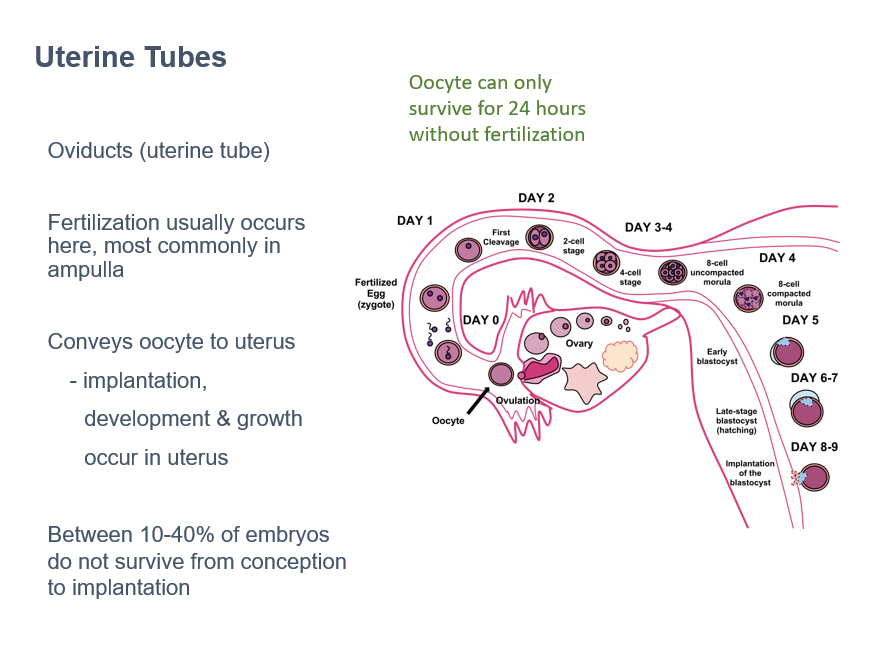 Uterine Tubes
Oocyte can only
survive for 24 hours
without fertilization
Oviducts (uterine tube)
Fertilization usually occurs
here, most commonly in
ampulla
Conveys oocyte to uterus
- implantation,
development & growth
occur in uterus
Between 10-40% of embryos
do not survive from conception
to implantation
DAY 0
Oocyte
Ovulation
Ovary
Fertilized
Egg
(zygote)
DAY 1
First
Cleavage
DAY 2
2-cell
stage
DAY 3-4
4-cell
stage
8-cell
uncompacted
morula
DAY 4
8-cell
compacted
morula
DAY 5
Early
blastocyst
DAY 6-7
Late-stage
blastocyst
(hatching)
DAY 8-9
Implantation
of the
blastocyst